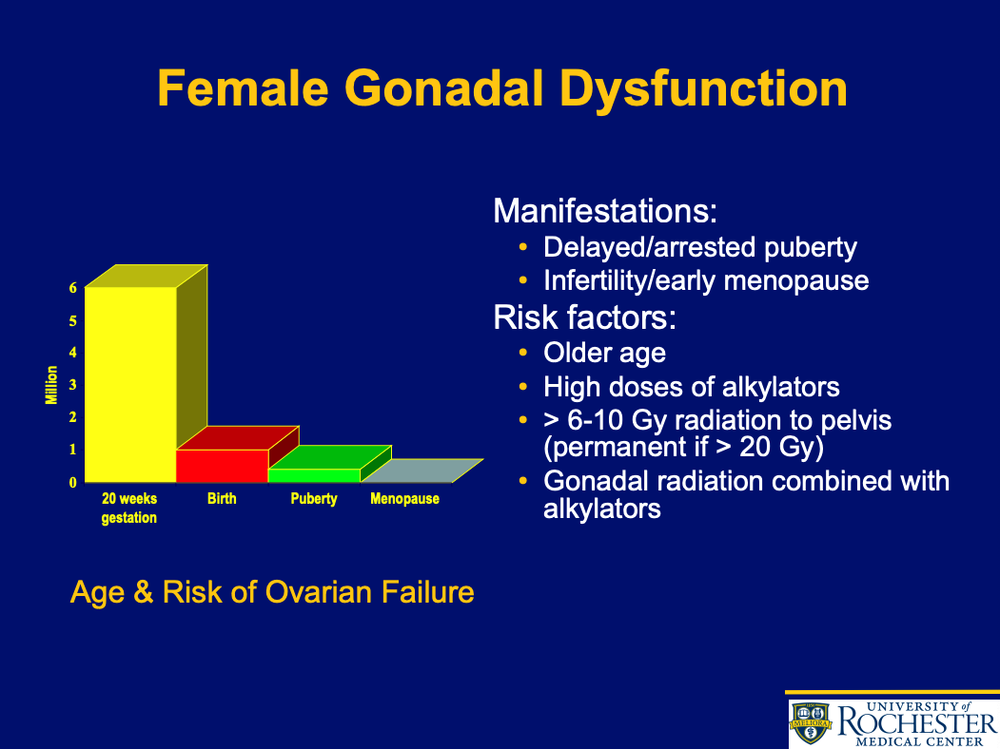 Female Gonadal Dysfunction
Million
6
5
4
3
2
1
0
20 weeks
gestation
Birth
Puberty
Menopause
Age & Risk of Ovarian Failure
Manifestations:
• Delayed/arrested puberty
• Infertility/early menopause
Risk factors:
• Older age
• High doses of alkylators
• > 6-10 Gy radiation to pelvis
(permanent if > 20 Gy)
• Gonadal radiation combined with
alkylators
MELIORA
UNIVERSITY of
ROCHESTER
MEDICAL CENTER